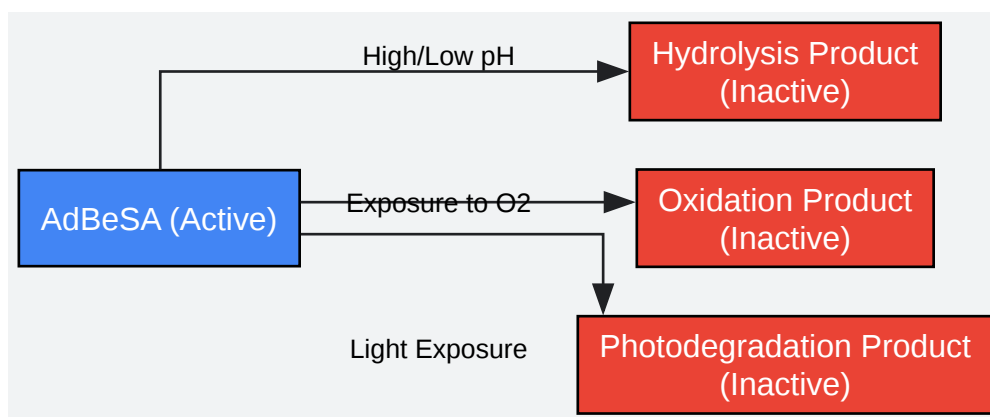 High/Low pH
Hydrolysis Product
(Inactive)
AdBeSA (Active)
Exposure to O2
Oxidation Product
(Inactive)
Light Exposure
Photodegradation Product
(Inactive)